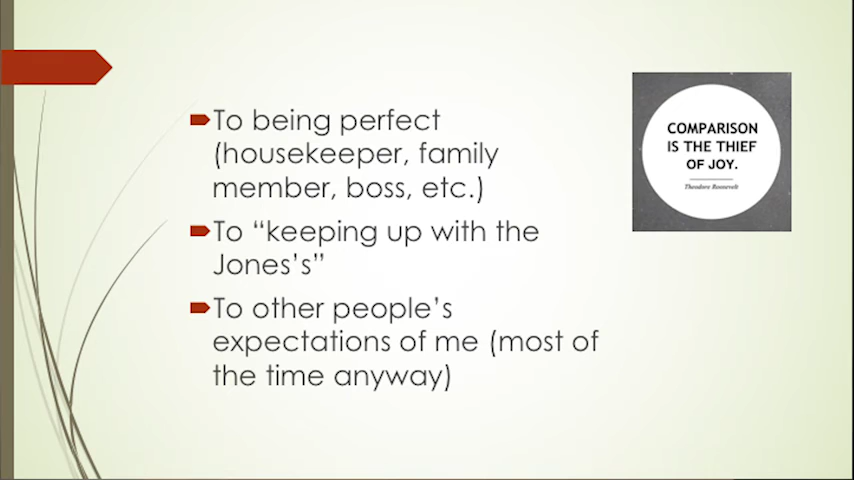 To being perfect
(housekeeper, family
member, boss, etc.)
To “keeping up with the
Jones’s”
To other people’s
expectations of me (most of
the time anyway)
COMPARISON
IS THE THIEF
OF JOY.
Theodore Roosevelt